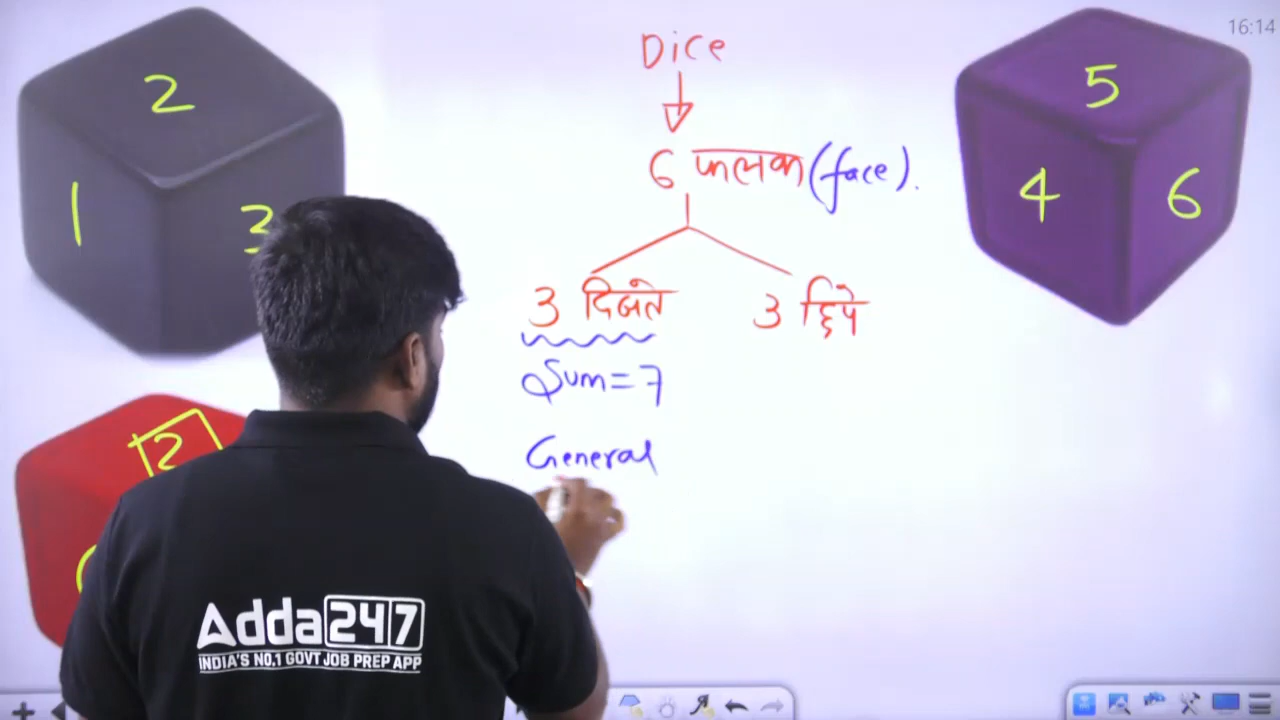 16:14
Dice
6 फलक (face).
3 दिखते
3 छिपे
Sum=7
General
2
1
3
5
4
6
2
Adda247
INDIA'S NO.1 GOVT JOB PREP APP